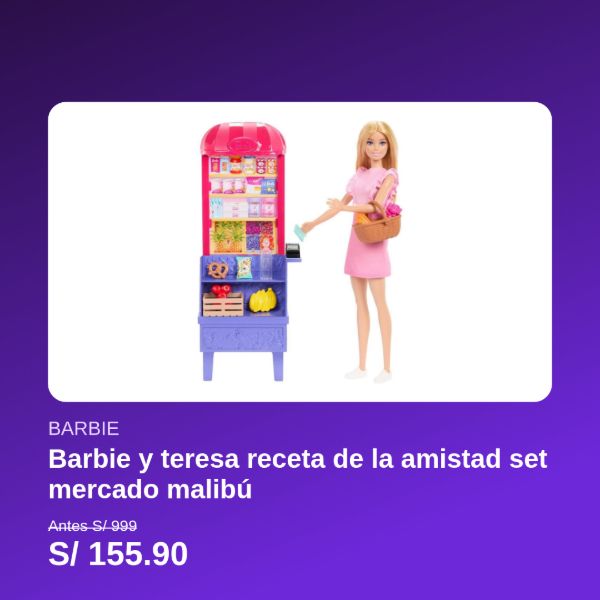 BARBIE
Barbie y teresa receta de la amistad set
mercado malibú
Antes S/ 999
S/ 155.90